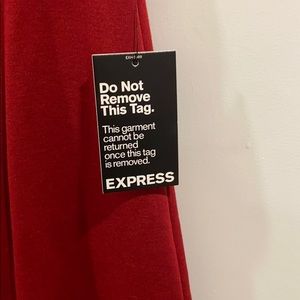 Do Not
Remove
This Tag.
This garment
cannot be
returned
once this tag
is removed.
EXPRESS